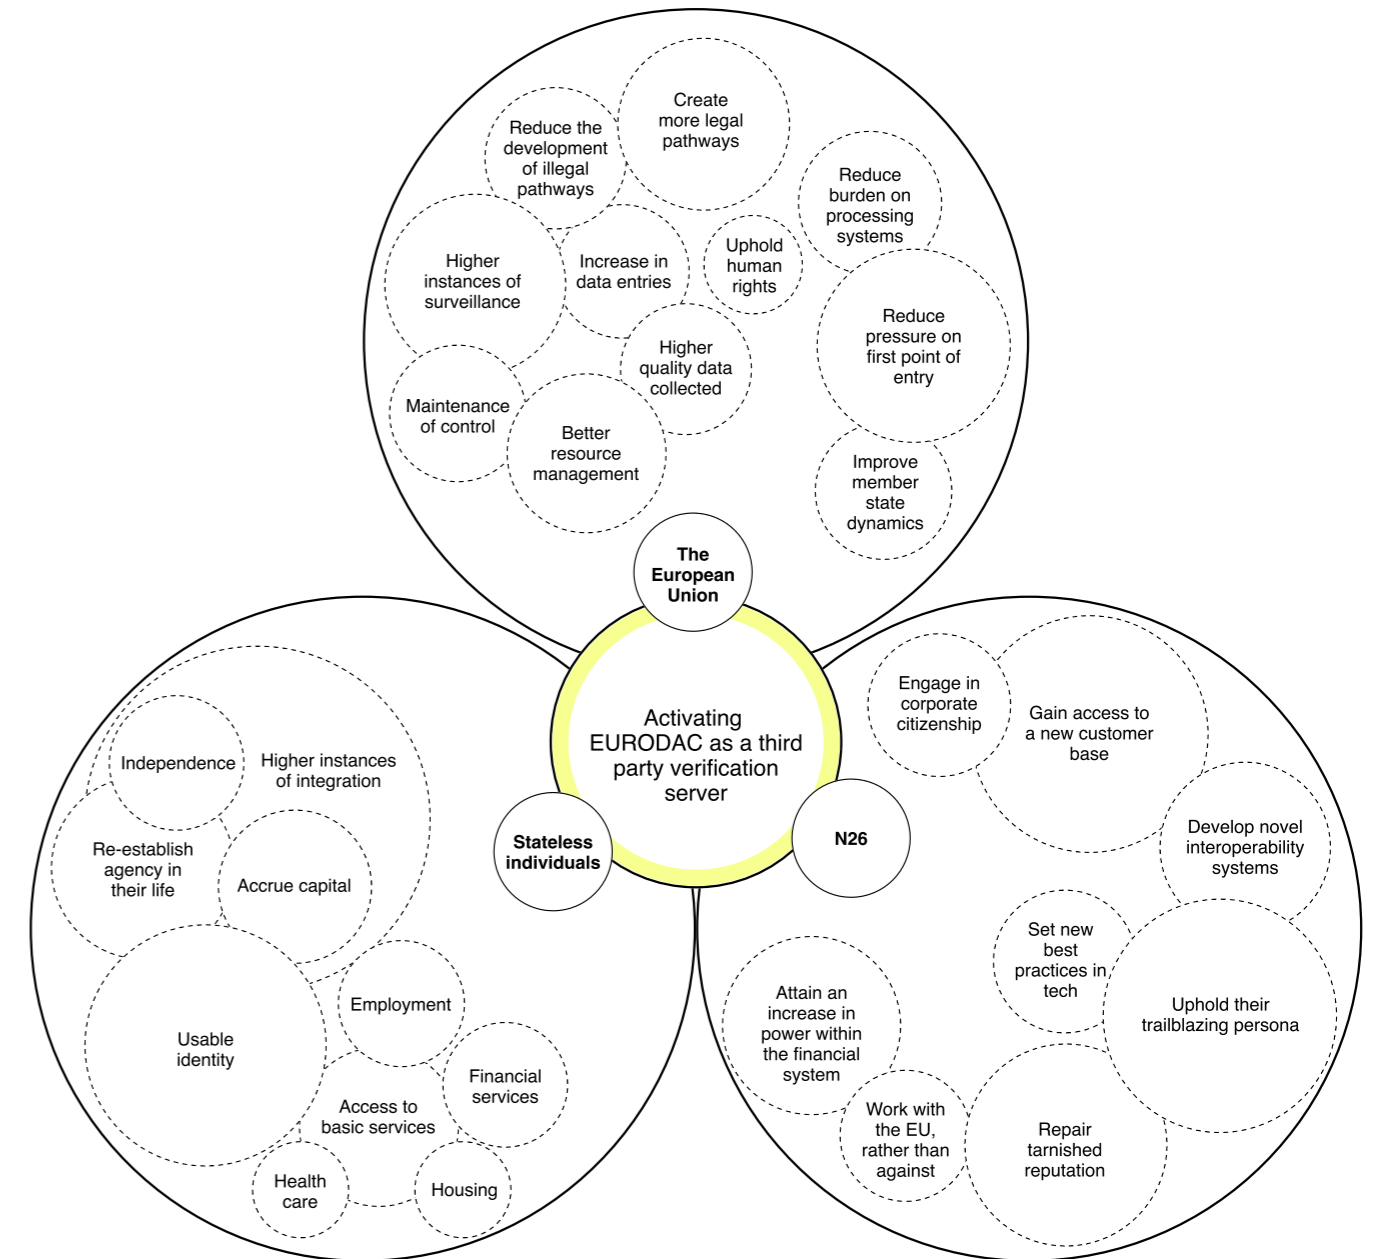 Create
more legal
pathways
Reduce the
development
of illegal
pathways
Reduce
burden on
processing
systems
Higher
instances of
surveillance
Increase in
data entries
Uphold
human
rights
Reduce
pressure on
first point of
entry
Higher
quality data
collected
Maintenance
of control
Better
resource
management
Improve
member
state
dynamics
The
European
Union
Activating
EURODAC as a third
party verification
server
Stateless
individuals
N26
Independence
Higher instances
of integration
Re-establish
agency in
their life
Accrue capital
Usable
identity
Employment
Financial
services
Access to
basic services
Health
care
Housing
Engage in
corporate
citizenship
Gain access to
a new customer
base
Develop novel
interoperability
systems
Set new
best
practices in
tech
Uphold their
trailblazing persona
Attain an
increase in
power within
the financial
system
Work with
the EU,
rather than
against
Repair
tarnished
reputation